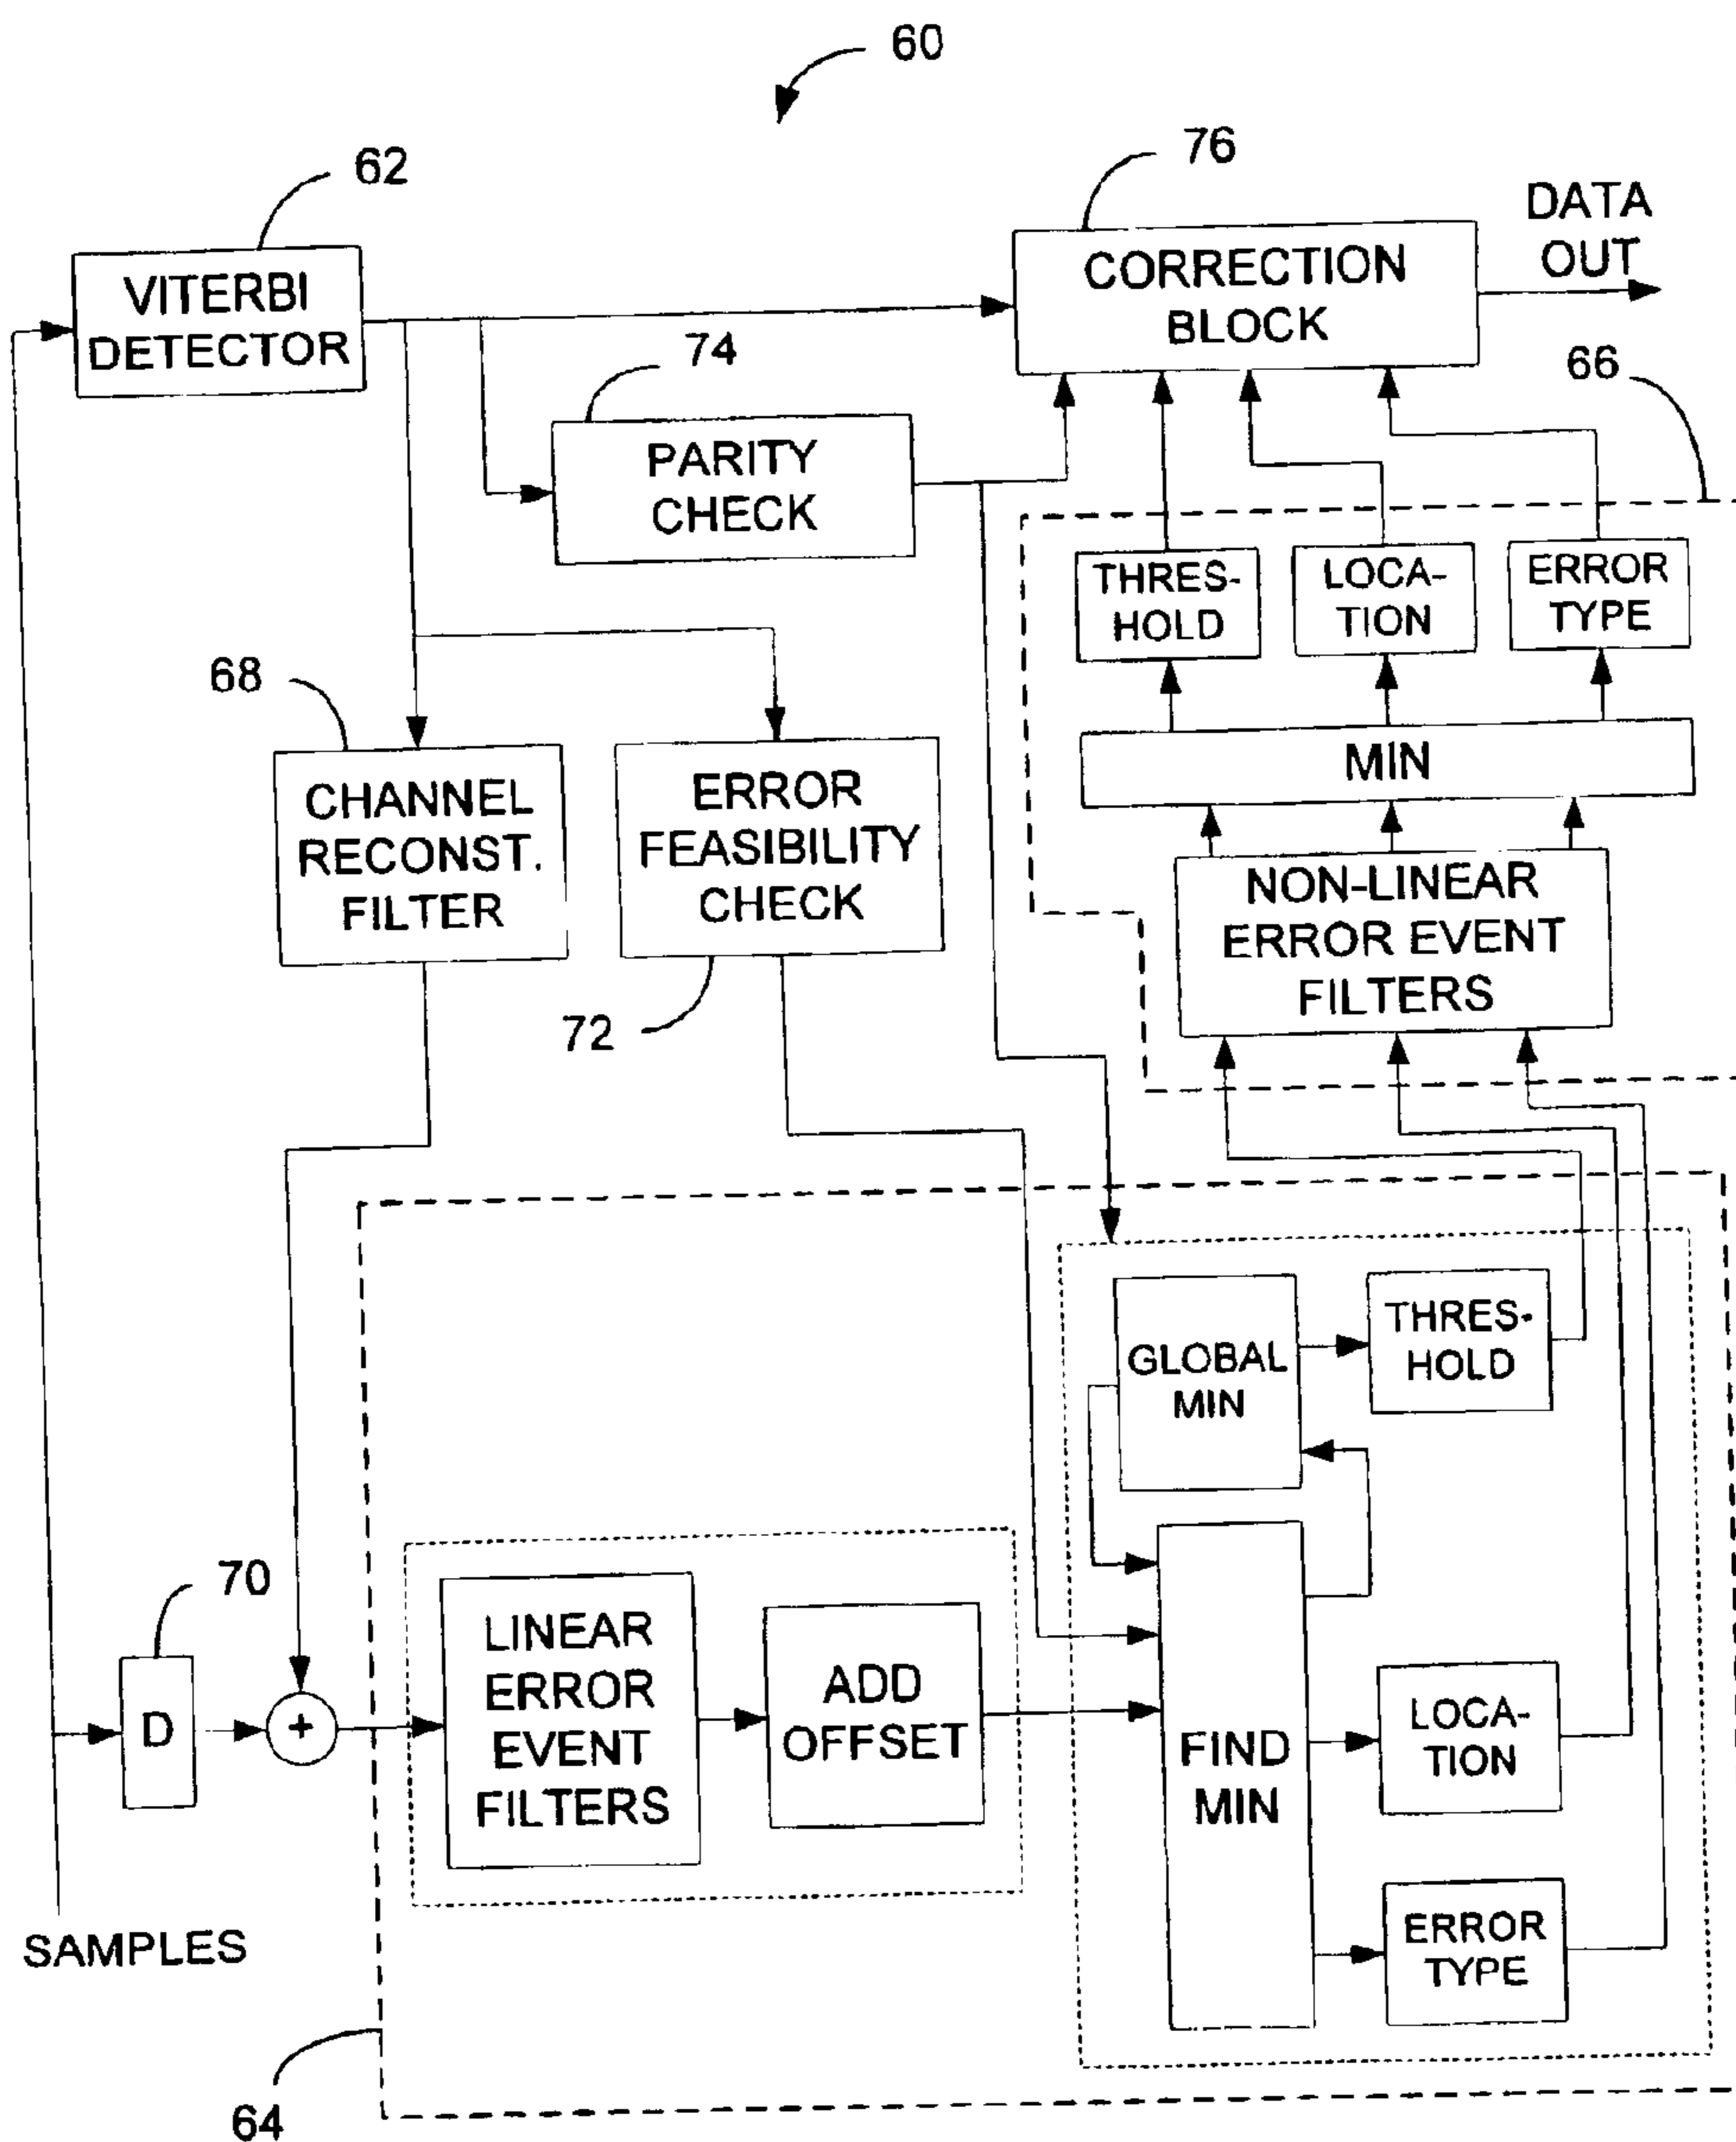 60
62
76
VITERBI
DETECTOR
CORRECTION
BLOCK
DATA
OUT
74
66
PARITY
CHECK
THRES-
HOLD
LOCA-
TION
ERROR
TYPE
68
MIN
CHANNEL
RECONST.
FILTER
ERROR
FEASIBILITY
CHECK
NON-LINEAR
ERROR EVENT
FILTERS
72
GLOBAL
MIN
THRES-
HOLD
70
D
+
LINEAR
ERROR
EVENT
FILTERS
ADD
OFFSET
FIND
MIN
LOCA-
TION
ERROR
TYPE
SAMPLES
64